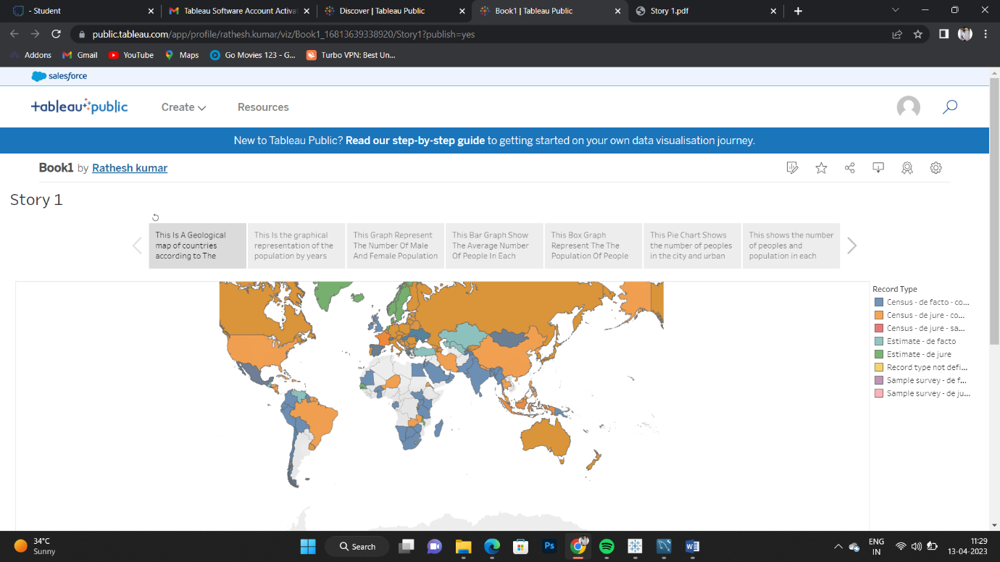 - Student
Tableau Software Account Activat
Discover | Tableau Public
Book1 | Tableau Public
Story 1.pdf
public.tableau.com/app/profile/rathesh.kumar/viz/Book1_16813639338920/Story1?publish=yes
Addons
Gmail
YouTube
Maps
Go Movies 123 - G...
Turbo VPN: Best Un...
salesforce
+ableau public
Create
Resources
New to Tableau Public? Read our step-by-step guide to getting started on your own data visualisation journey.
Book1 by Rathesh kumar
Story 1
This Is A Geological
map of countries
according to The
This Is the graphical
representation of the
population by years
This Graph Represent
The Number Of Male
And Female Population
This Bar Graph Show
The Average Number
Of People In Each
This Box Graph
Represent The The
Population Of People
This Pie Chart Shows
the number of peoples
in the city and urban
This shows the number
of peoples and
population in each
Record Type
Census - de facto - co...
Census - de jure - co...
Census - de jure - sa...
Estimate - de facto
Estimate - de jure
Record type not defi...
Sample survey - de f...
Sample survey - de ju...
34°C
Sunny
Search
Ps
ENG
IN
11:29
13-04-2023